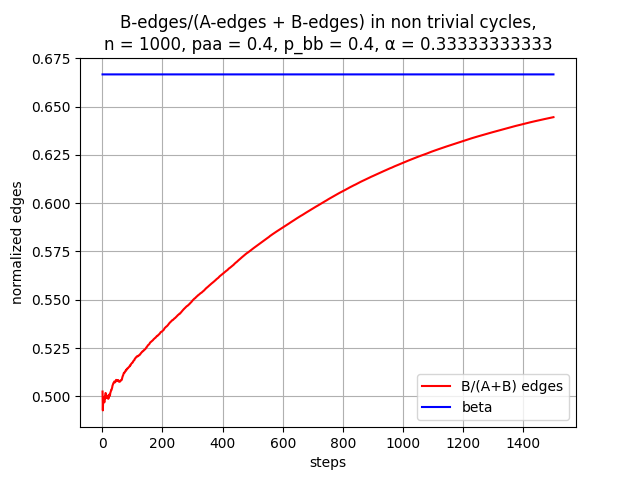 B-edges/(A-edges + B-edges) in non trivial cycles,
n = 1000, paa = 0.4, p_bb = 0.4, α = 0.33333333333
0.675
0.650
0.625
0.600
0.575
0.550
0.525
0.500
normalized edges
0 200 400 600 800 1000 1200 1400
steps
B/(A+B) edges
beta